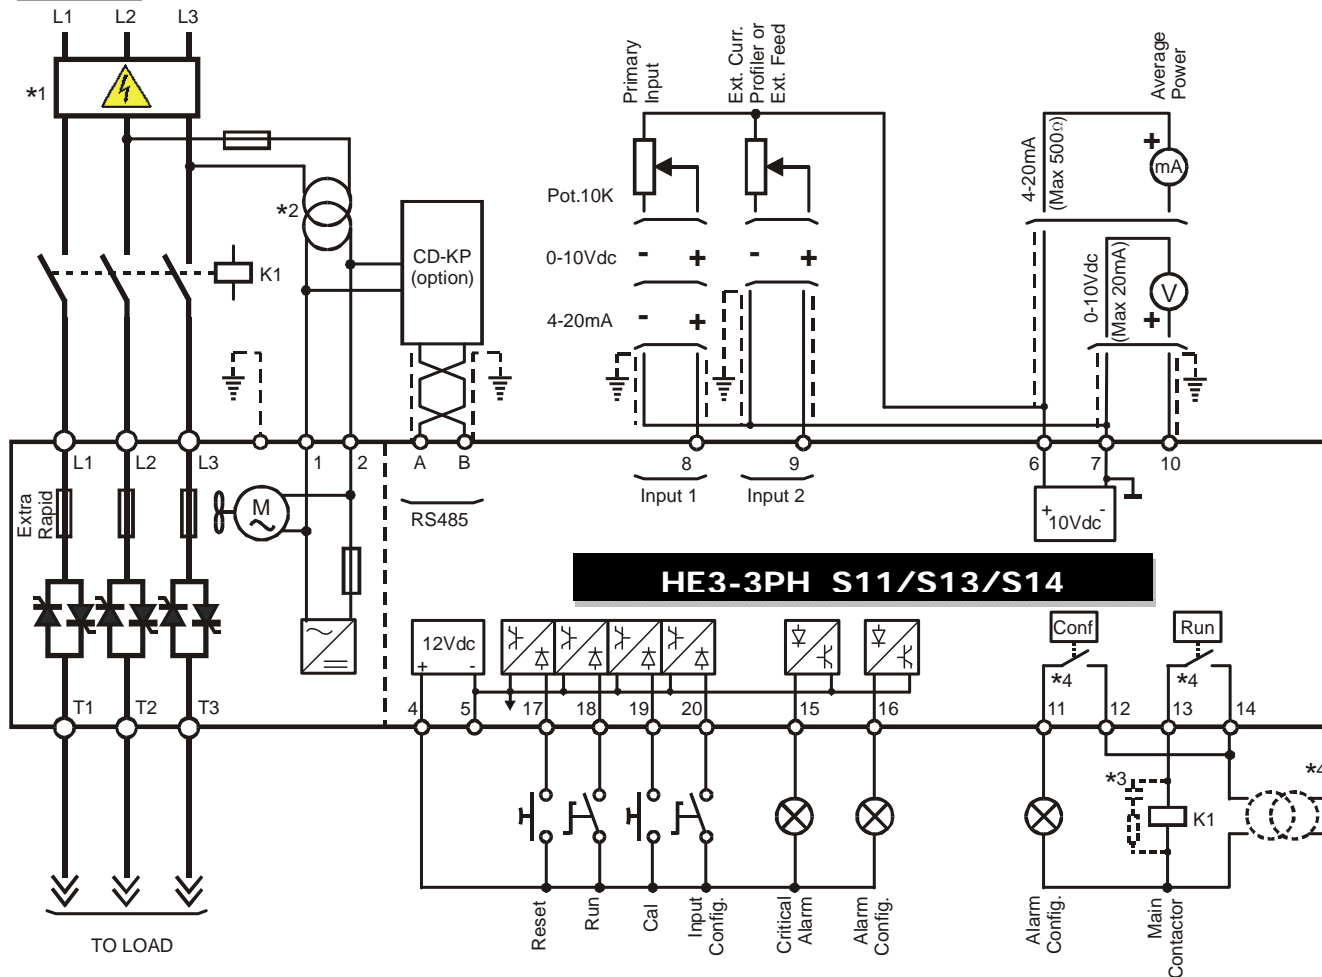 L1 L2 L3
*1
*2
K1
CD-KP
(option)
Primary
Input
Ext. Curr.
Profiler or
Ext. Feed
Pot.10K
0-10Vdc - + - +
4-20mA - +
4-20mA
(Max 500Ω)
Average
Power
+
mA
0-10Vdc
(Max 20mA)
V
+
L1 L2 L3 1 2 A B 8 9 6 7 10
RS485
Input 1
Input 2
+ -
10Vdc
Extra
Rapid
M
HE3-3PH S11/S13/S14
12Vdc
+ -
Conf
Run
*4 *4
T1 T2 T3 4 5 17 18 19 20 15 16 11 12 13 14
*3
K1
*4
Reset
Run
Cal
Input
Config.
Critical
Alarm
Alarm
Config.
Alarm
Config.
Main
Contactor
TO LOAD